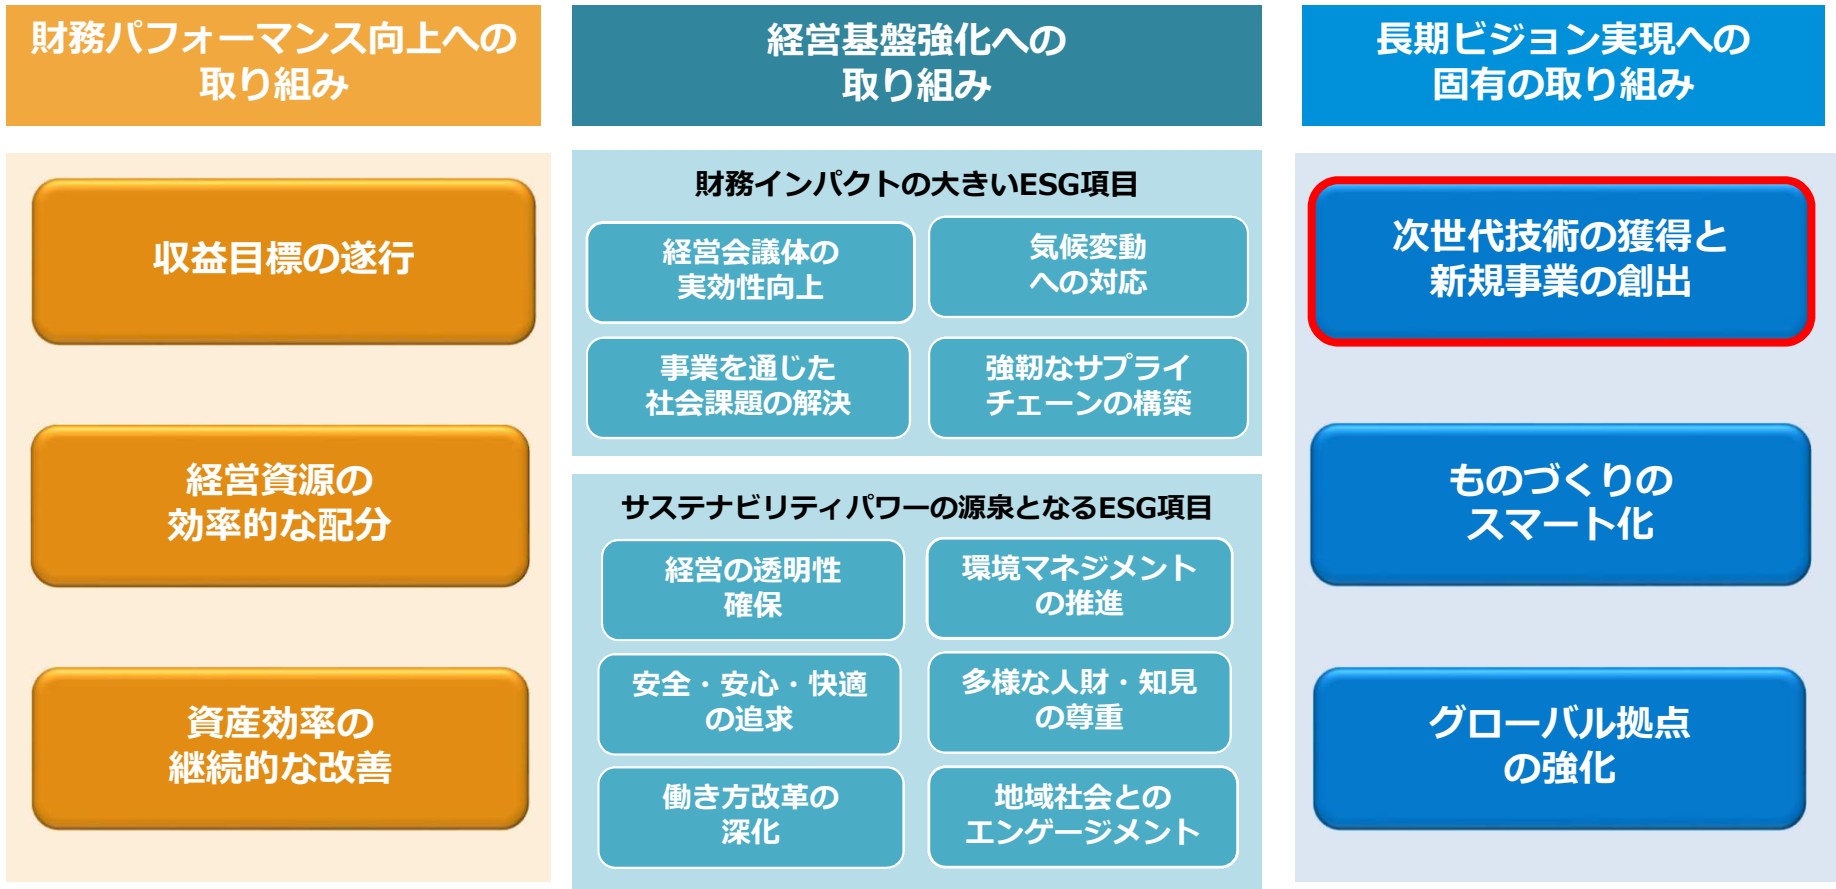 財務パフォーマンス向上への
取り組み
収益目標の遂行
経営資源の
効率的な配分
資産効率の
継続的な改善
経営基盤強化への
取り組み
財務インパクトの大きいESG項目
経営会議体の
実効性向上
気候変動
への対応
事業を通じた
社会課題の解決
強靭なサプライ
チェーンの構築
サステナビリティパワーの源泉となるESG項目
経営の透明性
確保
環境マネジメント
の推進
安全・安心・快適
の追求
多様な人財・知見
の尊重
働き方改革の
深化
地域社会との
エンゲージメント
長期ビジョン実現への
固有の取り組み
次世代技術の獲得と
新規事業の創出
ものづくりの
スマート化
グローバル拠点
の強化